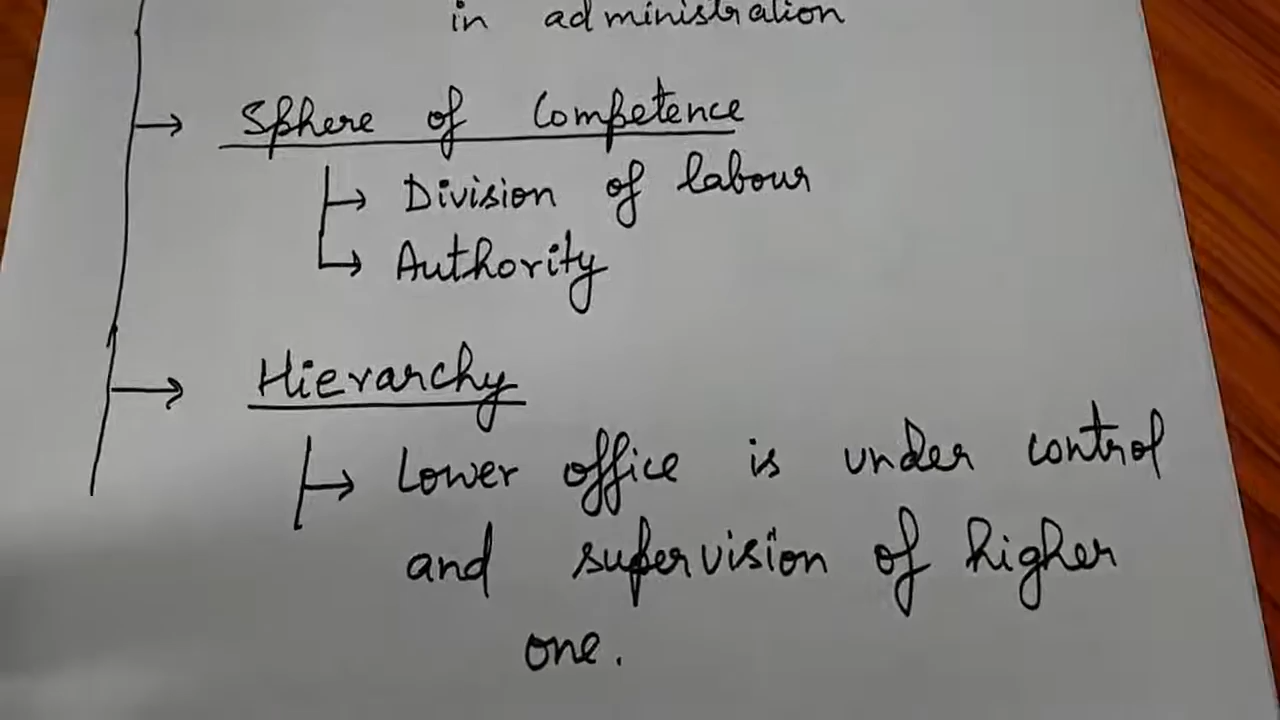 in administration
Sphere of Competence
Division of labour
Authority
Hierarchy
Lower office is under control
and supervision of higher
one.